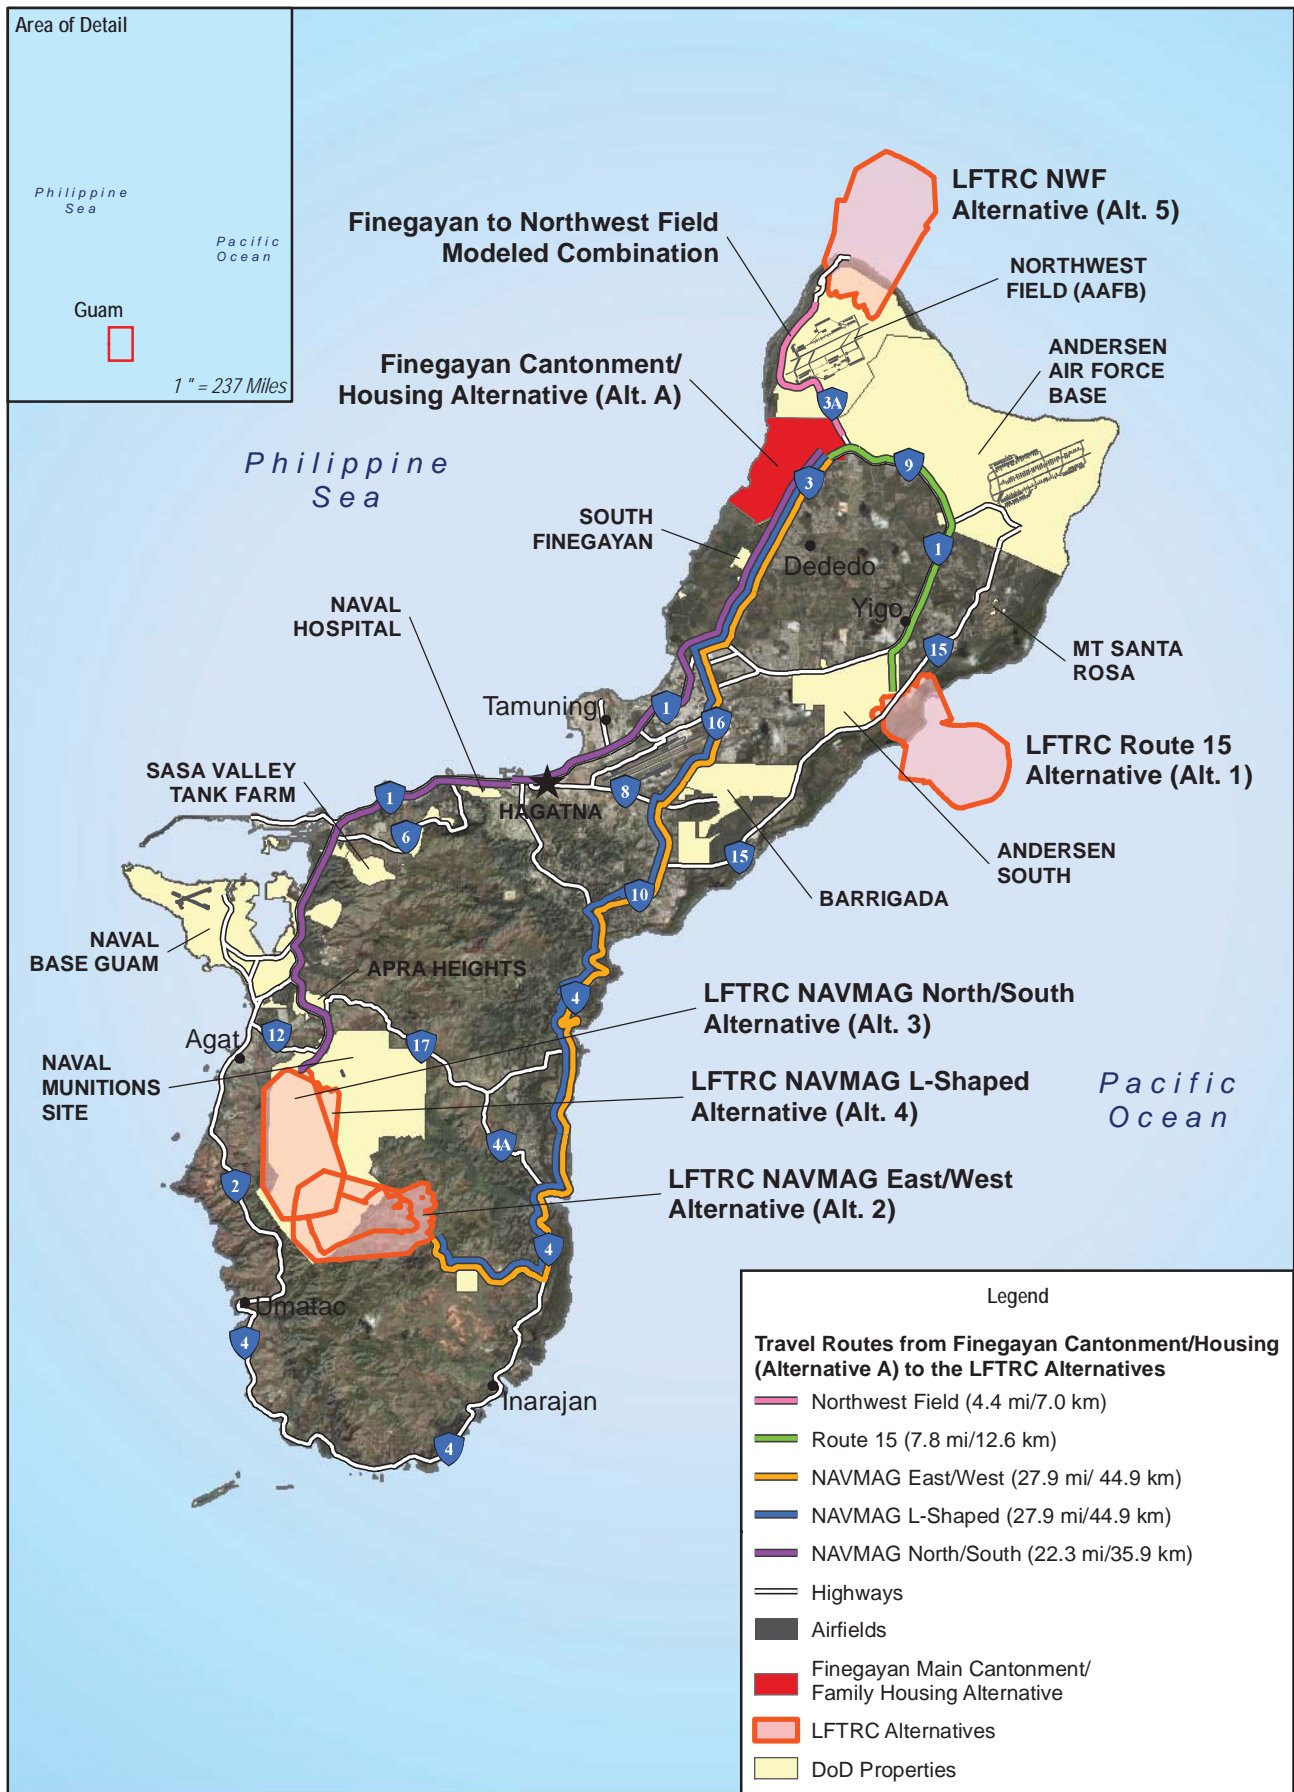 Area of Detail
Philippine
Sea
Pacific
Ocean
Guam
1 " = 237 Miles
LFTRC NWF
Alternative (Alt. 5)
Finegayan to Northwest Field
Modeled Combination
NORTHWEST
FIELD (AAFB)
ANDERSEN
AIR FORCE
BASE
Finegayan Cantonment/
Housing Alternative (Alt. A)
3A
Philippine
Sea
9
3
SOUTH
FINEGAYAN
Dededo
1
NAVAL
HOSPITAL
Yigo
15
MT SANTA
ROSA
Tamuning
1
16
LFTRC Route 15
Alternative (Alt. 1)
SASA VALLEY
TANK FARM
1
HAGATNA
8
6
15
ANDERSEN
SOUTH
BARRIGADA
10
NAVAL
BASE GUAM
APRA HEIGHTS
4
LFTRC NAVMAG North/South
Alternative (Alt. 3)
Agat
12
17
NAVAL
MUNITIONS
SITE
LFTRC NAVMAG L-Shaped
Alternative (Alt. 4)
Pacific
Ocean
4A
2
LFTRC NAVMAG East/West
Alternative (Alt. 2)
4
Umatac
4
Inarajan
4
Legend
Travel Routes from Finegayan Cantonment/Housing
(Alternative A) to the LFTRC Alternatives
Northwest Field (4.4 mi/7.0 km)
Route 15 (7.8 mi/12.6 km)
NAVMAG East/West (27.9 mi/ 44.9 km)
NAVMAG L-Shaped (27.9 mi/44.9 km)
NAVMAG North/South (22.3 mi/35.9 km)
Highways
Airfields
Finegayan Main Cantonment/
Family Housing Alternative
LFTRC Alternatives
DoD Properties